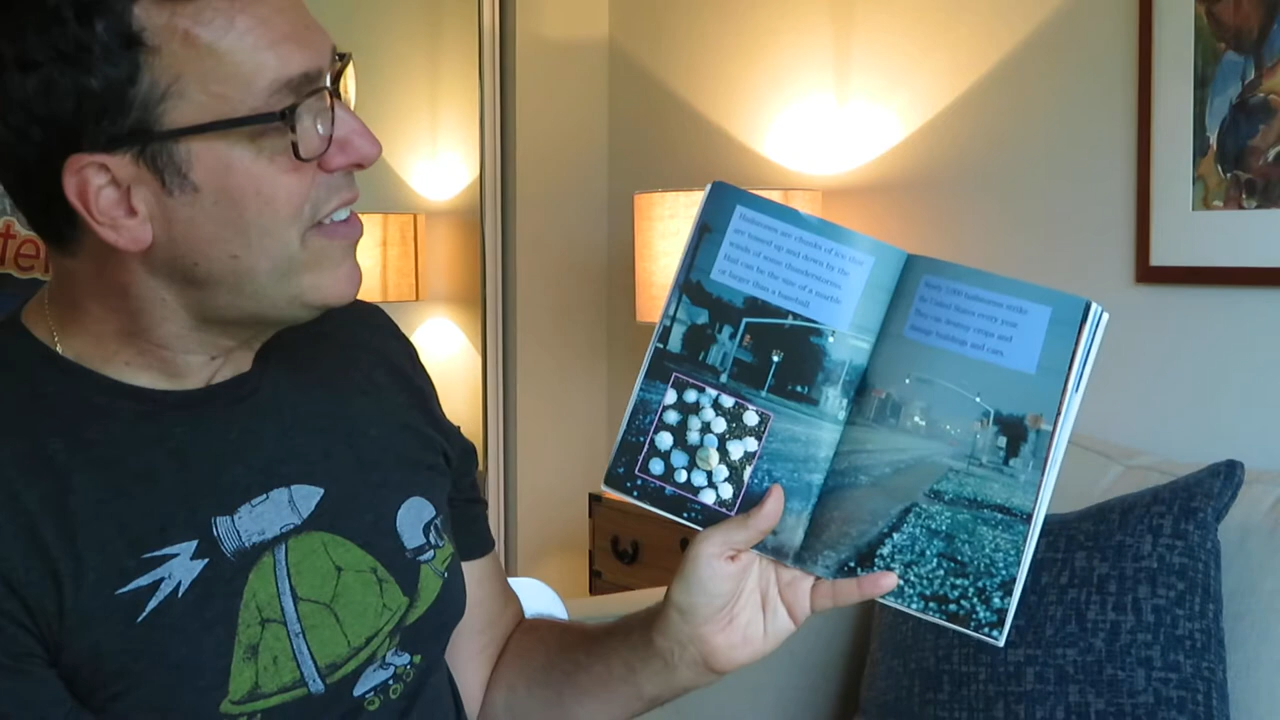 te
Hailstones are chunks of ice that
are tossed up and down by the
winds of some thunderstorms.
Hail can be the size of a marble
or larger than a baseball.
Nearly 5,000 hailstorms strike
the United States every year.
They can destroy crops and
damage buildings and cars.